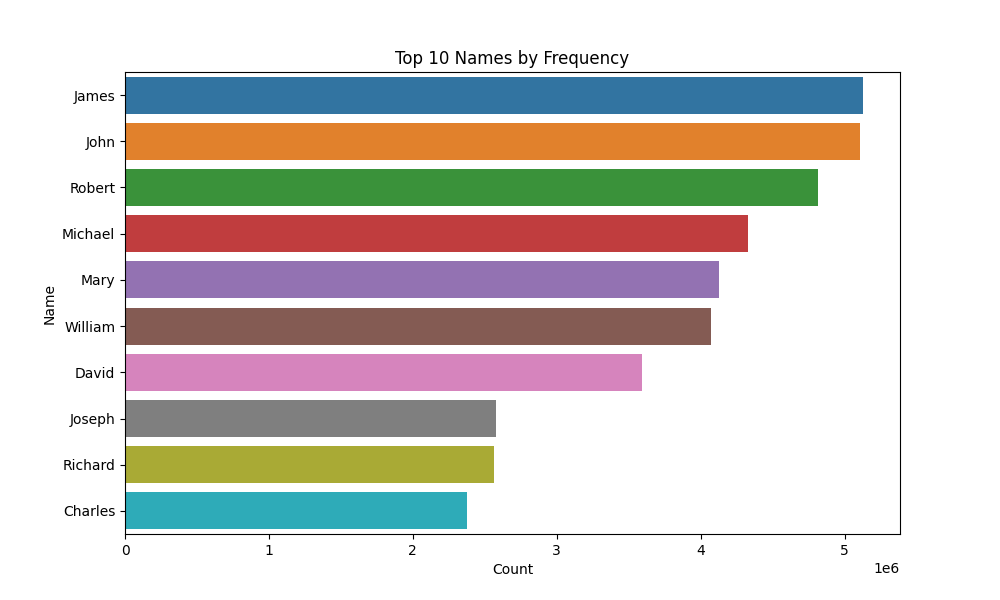 Top 10 Names by Frequency
James
John
Robert
Michael
Mary
William
David
Joseph
Richard
Charles
Name
0 1 2 3 4 5
1e6
Count